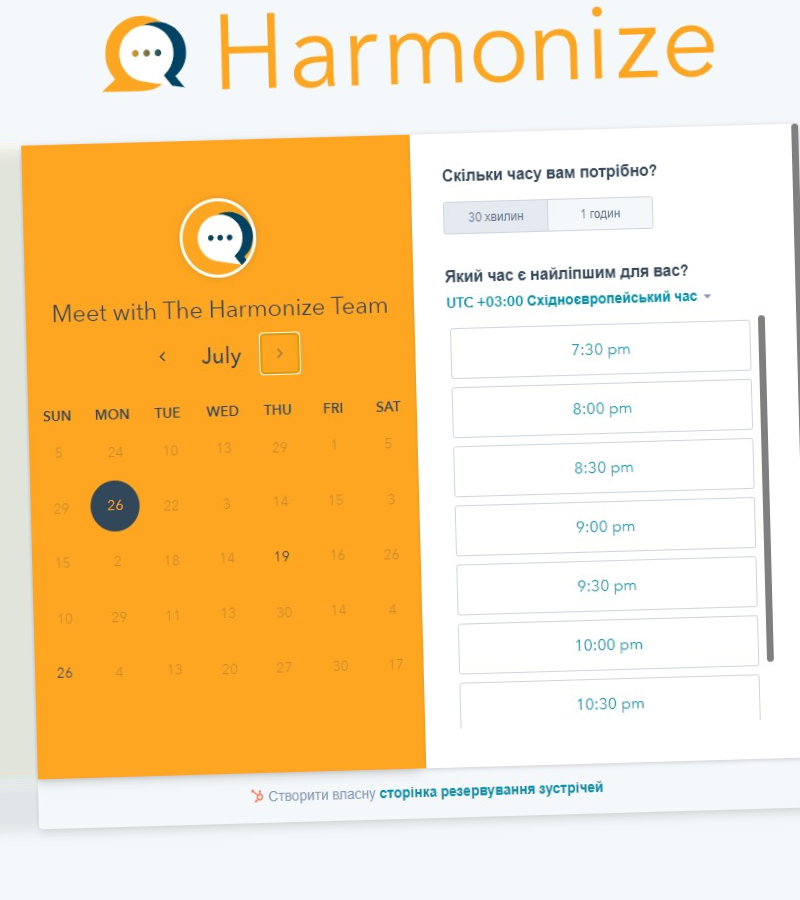 Harmonize
Meet with The Harmonize Team
July
SUN MON TUE WED THU FRI SAT
5 24 10 13 29 1 5
29 26 22 3 14 15 3
15 2 18 14 19 16 26
10 29 11 13 30 14 4
26 4 13 20 27 30 17
Скільки часу вам потрібно?
30 хвилин 1 годин
Який час є найліпшим для вас?
UTC +03:00 Східноєвропейський час
7:30 pm
8:00 pm
8:30 pm
9:00 pm
9:30 pm
10:00 pm
10:30 pm
Створити власну сторінка резервування зустрічей